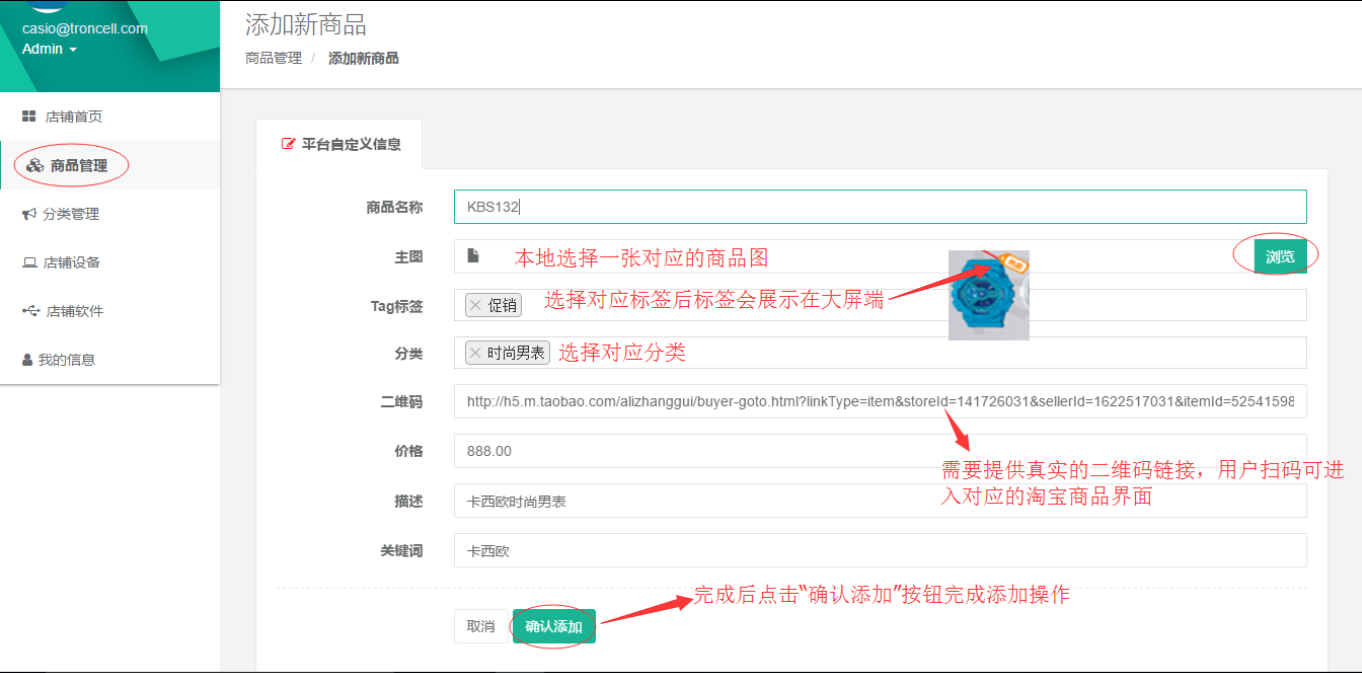 casio@troncell.com
Admin
店铺首页
商品管理
分类管理
店铺设备
店铺软件
我的信息
添加新商品
商品管理 / 添加新商品
平台自定义信息
商品名称 KBS132
主图 本地选择一张对应的商品图 浏览
Tag标签 × 促销 选择对应标签后标签会展示在大屏端
分类 × 时尚男表 选择对应分类
二维码 http://h5.m.taobao.com/alizhanggui/buyer-goto.html?linkType=item&storeId=141726031&sellerId=1622517031&itemId=52541598
价格 888.00
需要提供真实的二维码链接，用户扫码可进
入对应的淘宝商品界面
描述 卡西欧时尚男表
关键词 卡西欧
完成后点击“确认添加”按钮完成添加操作
取消 确认添加